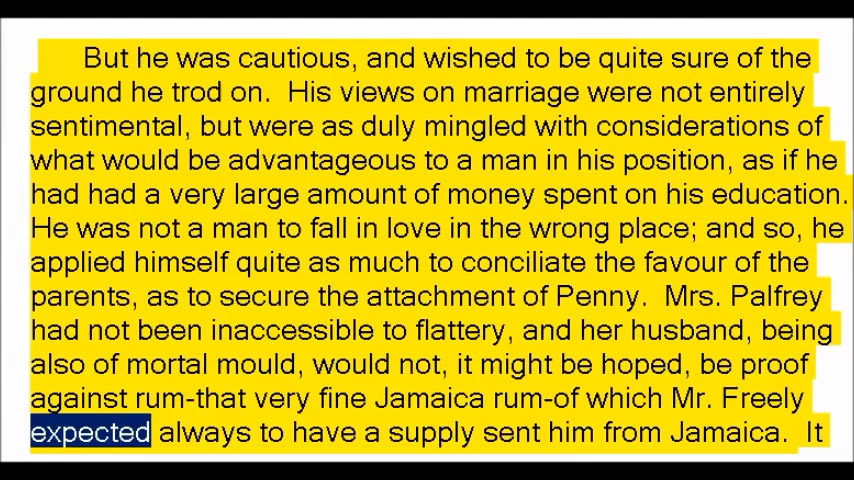 But he was cautious, and wished to be quite sure of the
ground he trod on.  His views on marriage were not entirely
sentimental, but were as duly mingled with considerations of
what would be advantageous to a man in his position, as if he
had had a very large amount of money spent on his education.
He was not a man to fall in love in the wrong place; and so, he
applied himself quite as much to conciliate the favour of the
parents, as to secure the attachment of Penny.  Mrs. Palfrey
had not been inaccessible to flattery, and her husband, being
also of mortal mould, would not, it might be hoped, be proof
against rum-that very fine Jamaica rum-of which Mr. Freely
expected always to have a supply sent him from Jamaica.  It